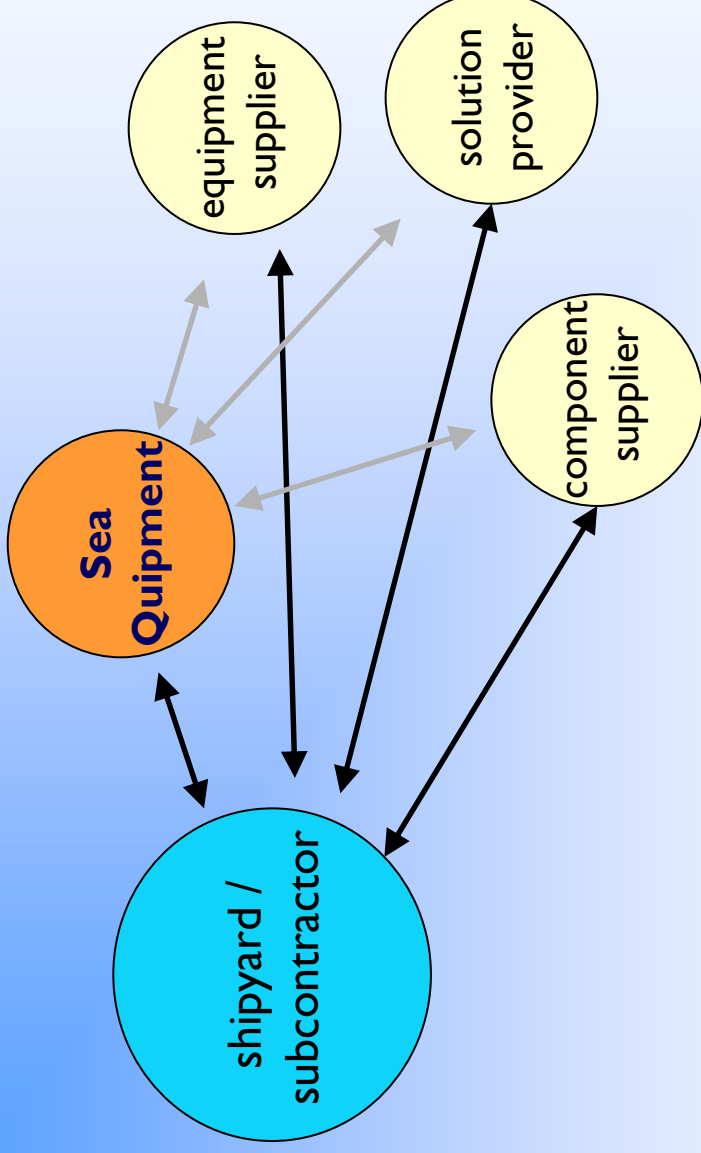 shipyard /
subcontractor
Sea
Quipment
equipment
supplier
solution
provider
component
supplier